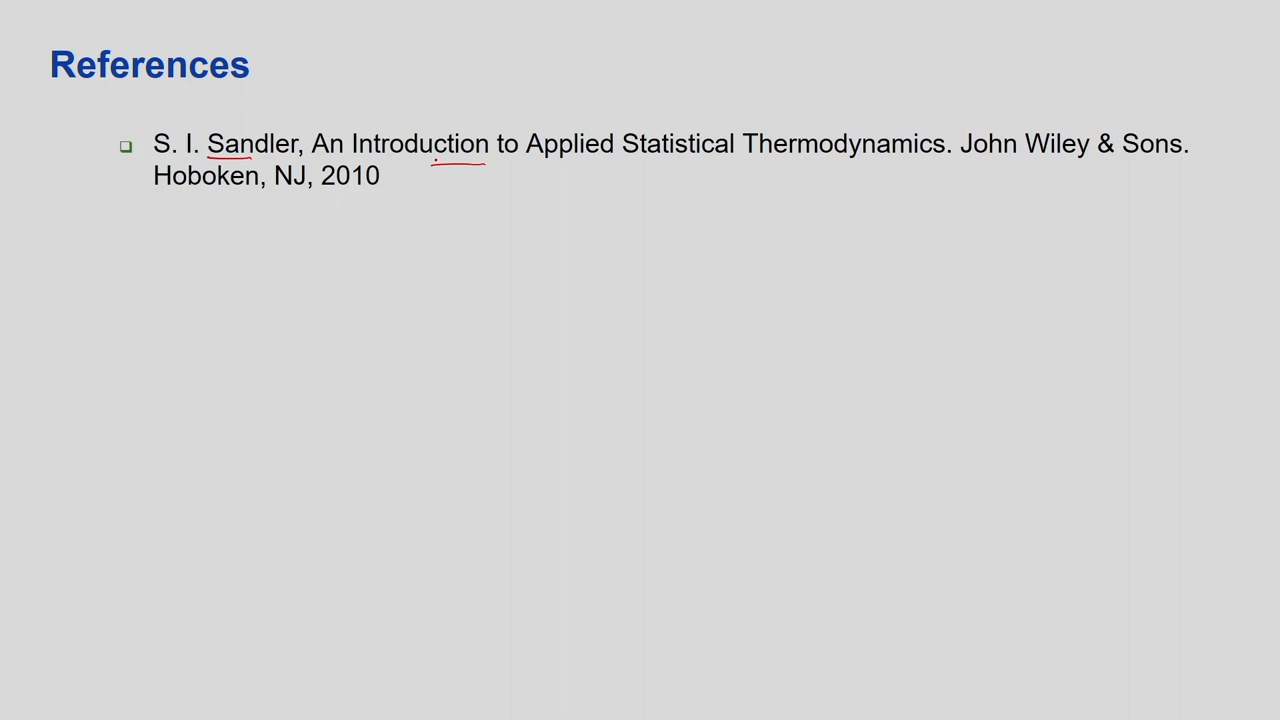 References
S. I. Sandler, An Introduction to Applied Statistical Thermodynamics. John Wiley & Sons.
Hoboken, NJ, 2010